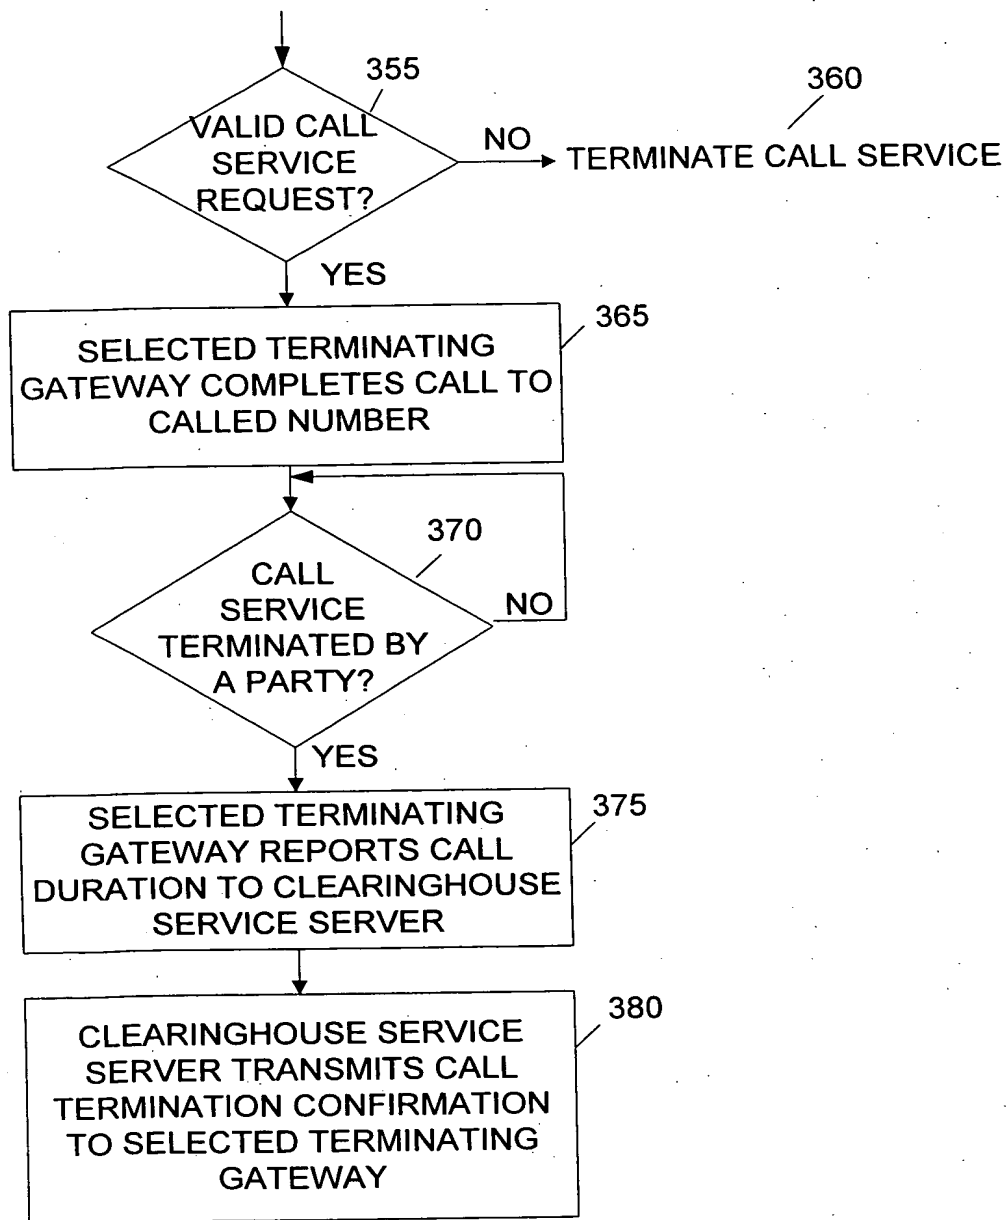 355
VALID CALL
SERVICE
REQUEST?
NO
360
TERMINATE CALL SERVICE
YES
365
SELECTED TERMINATING
GATEWAY COMPLETES CALL TO
CALLED NUMBER
370
CALL
SERVICE
TERMINATED BY
A PARTY?
NO
YES
375
SELECTED TERMINATING
GATEWAY REPORTS CALL
DURATION TO CLEARINGHOUSE
SERVICE SERVER
380
CLEARINGHOUSE SERVICE
SERVER TRANSMITS CALL
TERMINATION CONFIRMATION
TO SELECTED TERMINATING
GATEWAY